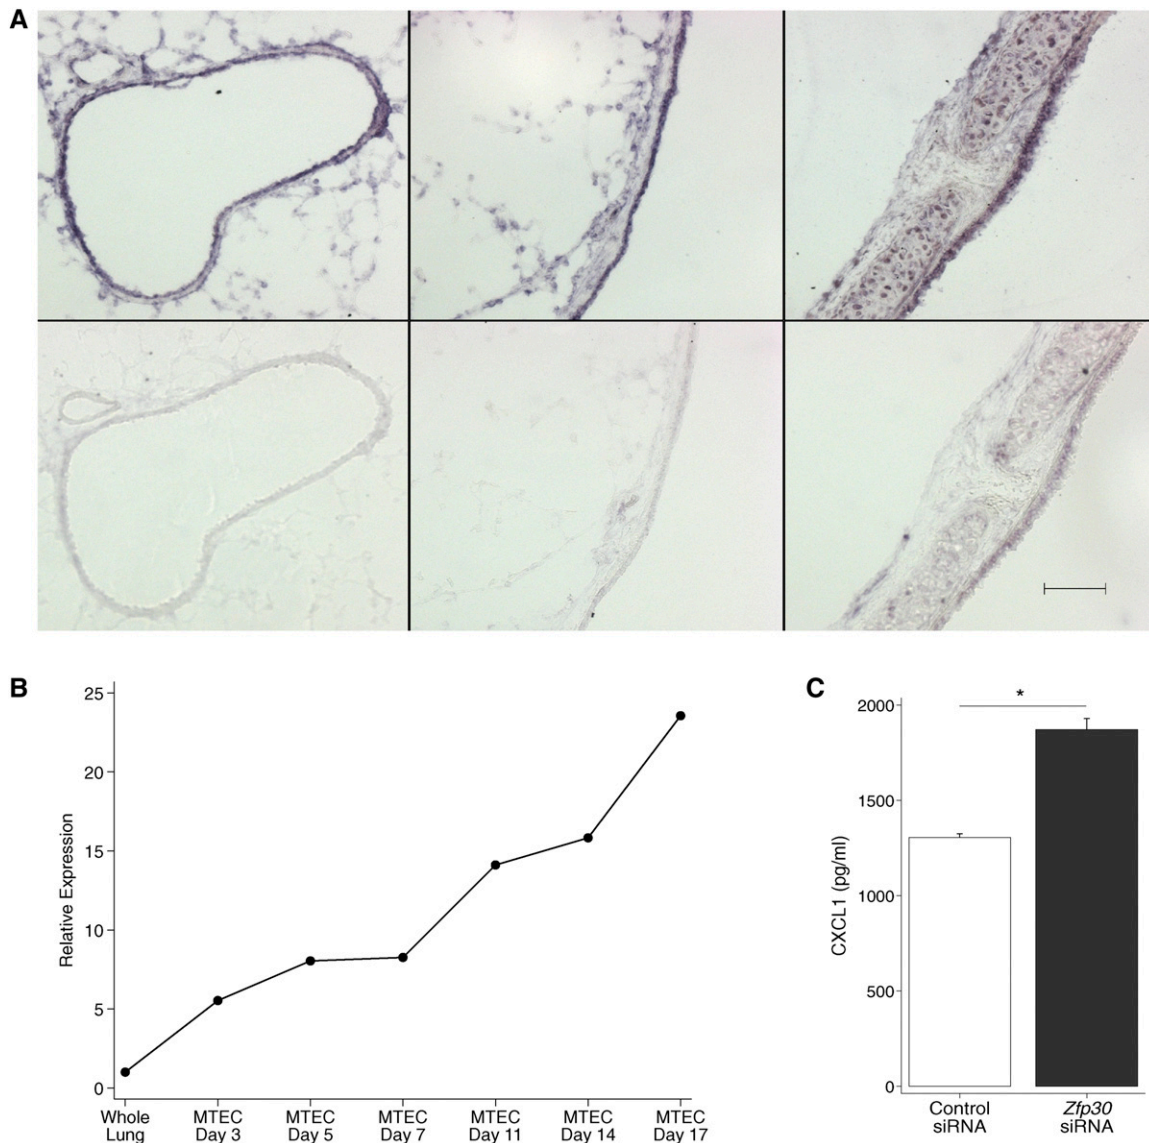 A
B
25
20
15
10
5
0
Relative Expression
Whole
Lung
MTEC
Day 3
MTEC
Day 5
MTEC
Day 7
MTEC
Day 11
MTEC
Day 14
MTEC
Day 17
C
*
2000
1500
1000
500
0
CXCL1 (pg/ml)
Control
siRNA
Zfp30
siRNA